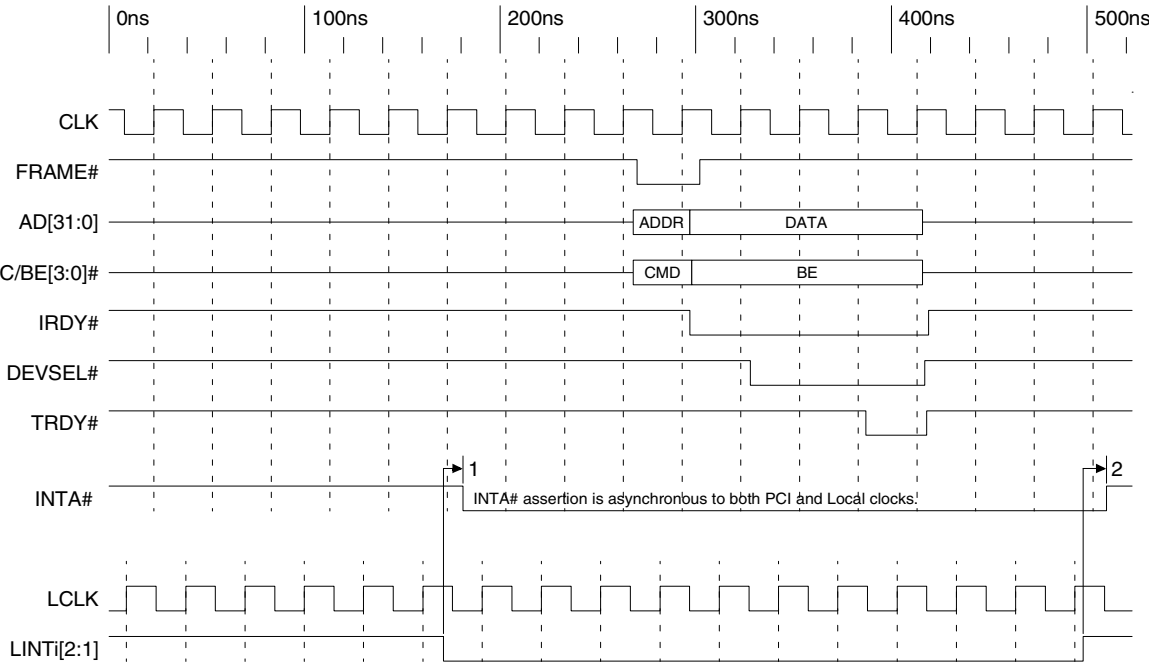 0ns 100ns 200ns 300ns 400ns 500ns
CLK
FRAME#
AD[31:0] ADDR DATA
C/BE[3:0]# CMD BE
IRDY#
DEVSEL#
TRDY#
1 2
INTA# INTA# assertion is asynchronous to both PCI and Local clocks.
LCLK
LINTi[2:1]